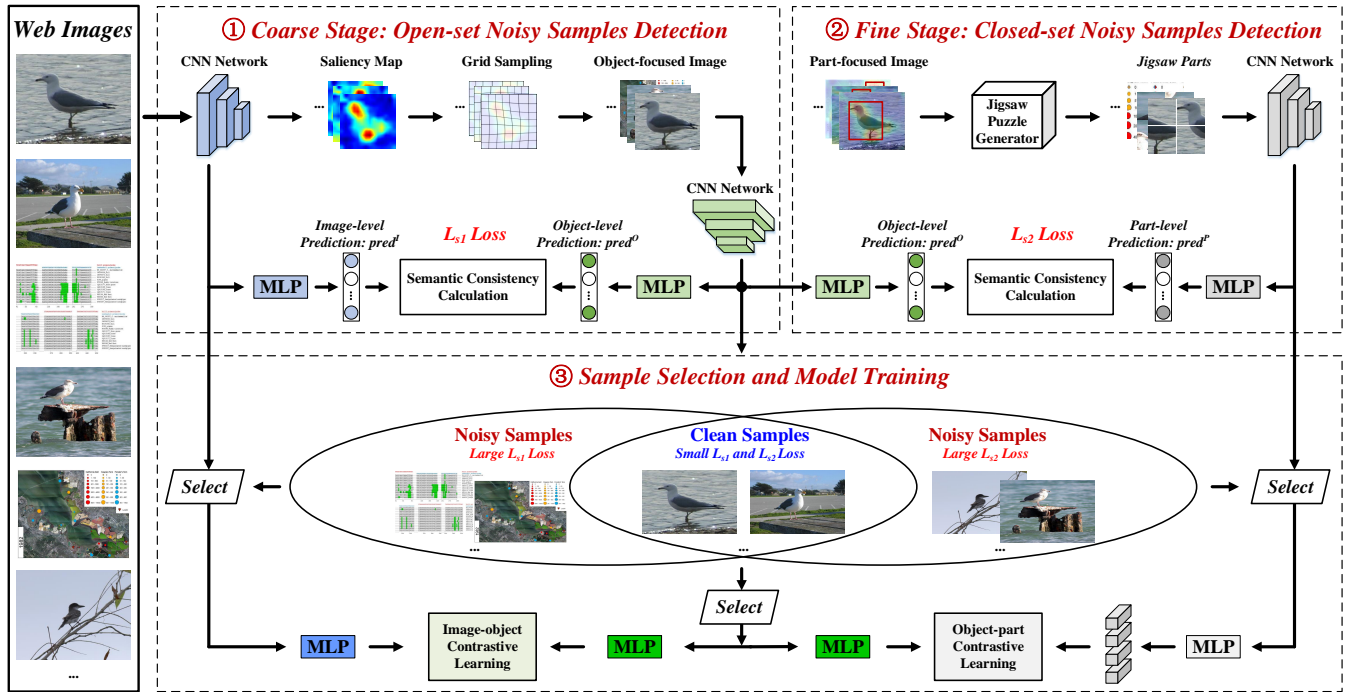 Web Images
...
① Coarse Stage: Open-set Noisy Samples Detection
CNN Network
Saliency Map
Grid Sampling
Object-focused Image
...
...
...
CNN Network
Image-level
Prediction: pred^I
L_s1 Loss
Object-level
Prediction: pred^O
MLP
...
Semantic Consistency
Calculation
...
MLP
② Fine Stage: Closed-set Noisy Samples Detection
Part-focused Image
Jigsaw Parts
CNN Network
...
Jigsaw
Puzzle
Generator
...
Object-level
Prediction: pred^O
L_s2 Loss
Part-level
Prediction: pred^P
MLP
...
Semantic Consistency
Calculation
...
MLP
③ Sample Selection and Model Training
Noisy Samples
Large L_s1 Loss
Clean Samples
Small L_s1 and L_s2 Loss
Noisy Samples
Large L_s2 Loss
Select
Select
...
...
...
Select
MLP
Image-object
Contrastive
Learning
MLP
MLP
Object-part
Contrastive
Learning
MLP
1982